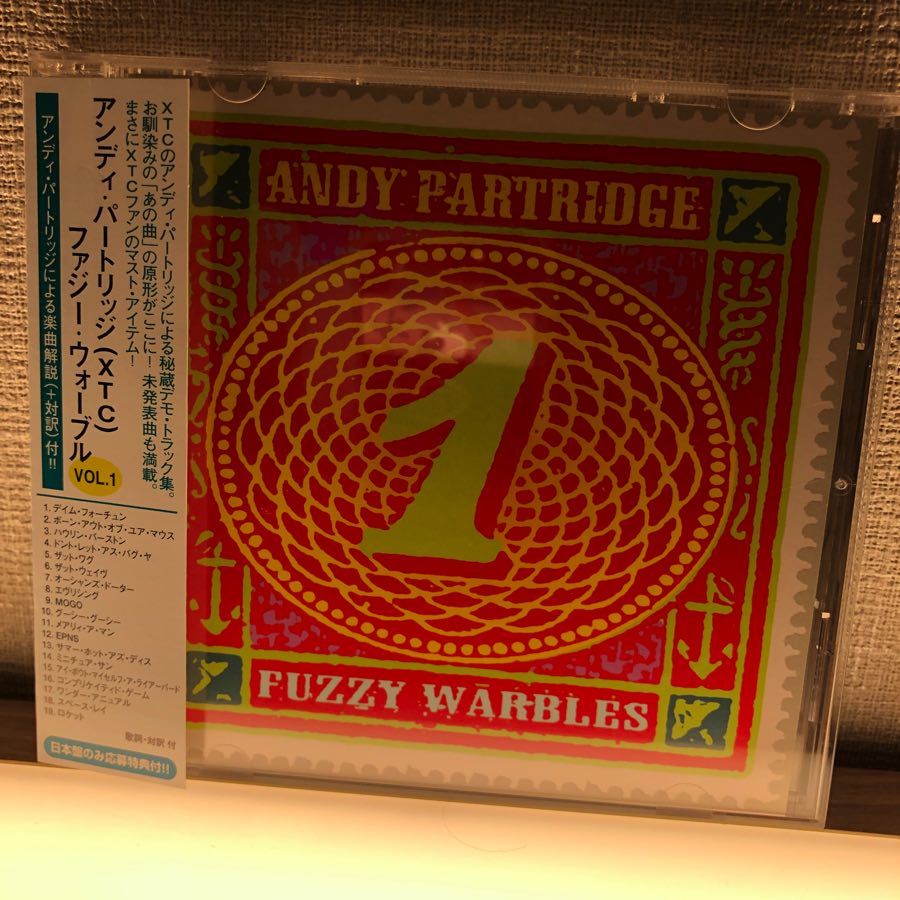 XTCのアンディ・パートリッジによる秘蔵デモ・トラック集。
お馴染みの「あの曲」の原形がここに！未発表曲も満載。
まさにXTCファンのマスト・アイテム！
アンディ・パートリッジ（XTC）
ファジー・ウォーブル
VOL.1
アンディ・パートリッジによる楽曲解説（＋対訳）付!!
1. デイム・フォーチュン
2. ボーン・アウト・オブ・ユア・マウス
3. ハウリン・バーストン
4. ドント・レット・アス・バグ・ヤ
5. ザット・ワグ
6. ザット・ウェイヴ
7. オーシャンズ・ドーター
8. エヴリシング
9. MOGO
10. グーシー・グーシー
11. メアリィ・ア・マン
12. EPNS
13. サマー・ホット・アズ・ディス
14. ミニチュア・サン
15. アイ・ボウト・マイセルフ・ア・ライアーバード
16. コンプリケイティド・ゲーム
17. ワンダー・アニュアル
18. スペース・レイ
19. ロケット
歌詞・対訳 付
日本盤のみ応募特典付!!
ANDY PARTRIDGE
1
FUZZY WARBLES